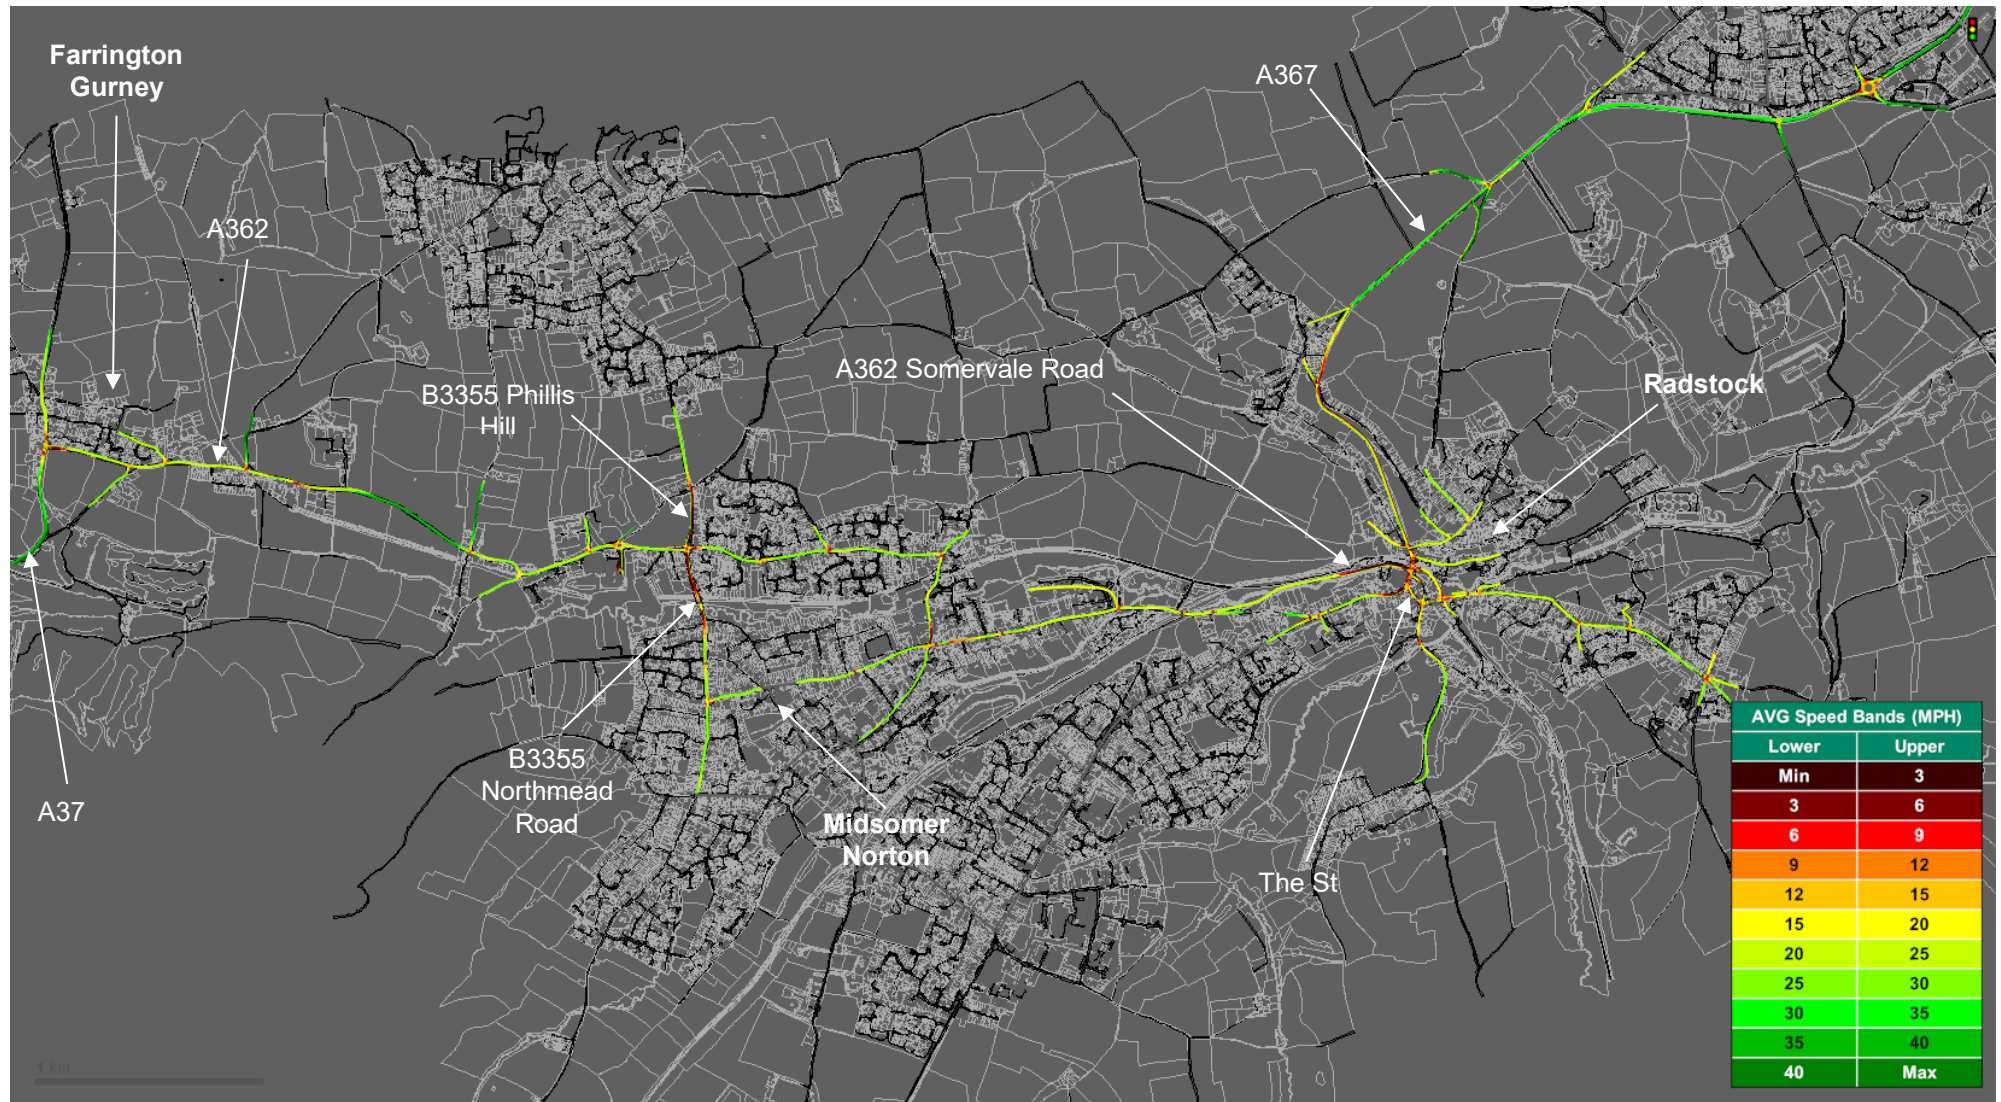 Farrington
Gurney
A367
A362
A362 Somervale Road
Radstock
B3355 Phillis
Hill
B3355
Northmead
Road
A37
Midsomer
Norton
The St
1 km
AVG Speed Bands (MPH)
Lower Upper
Min 3
3 6
6 9
9 12
12 15
15 20
20 25
25 30
30 35
35 40
40 Max